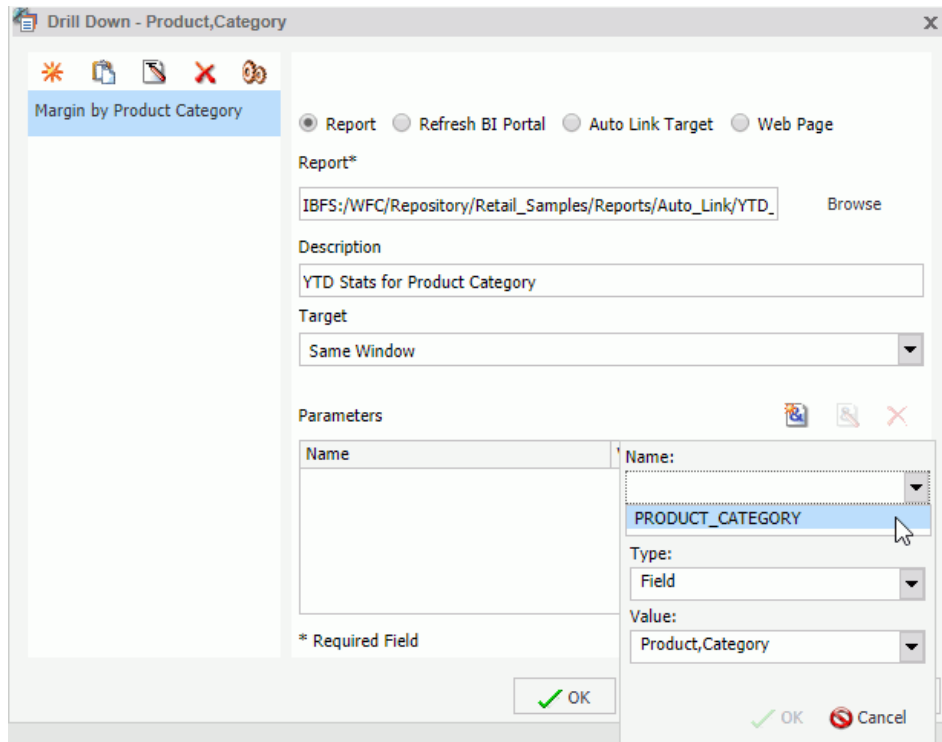 Drill Down - Product,Category
Margin by Product Category
Report Refresh BI Portal Auto Link Target Web Page
Report*
IBFS:/WFC/Repository/Retail_Samples/Reports/Auto_Link/YTD_
Browse
Description
YTD Stats for Product Category
Target
Same Window
Parameters
Name
Name:
PRODUCT_CATEGORY
Type:
Field
Value:
Product,Category
* Required Field
OK
OK Cancel